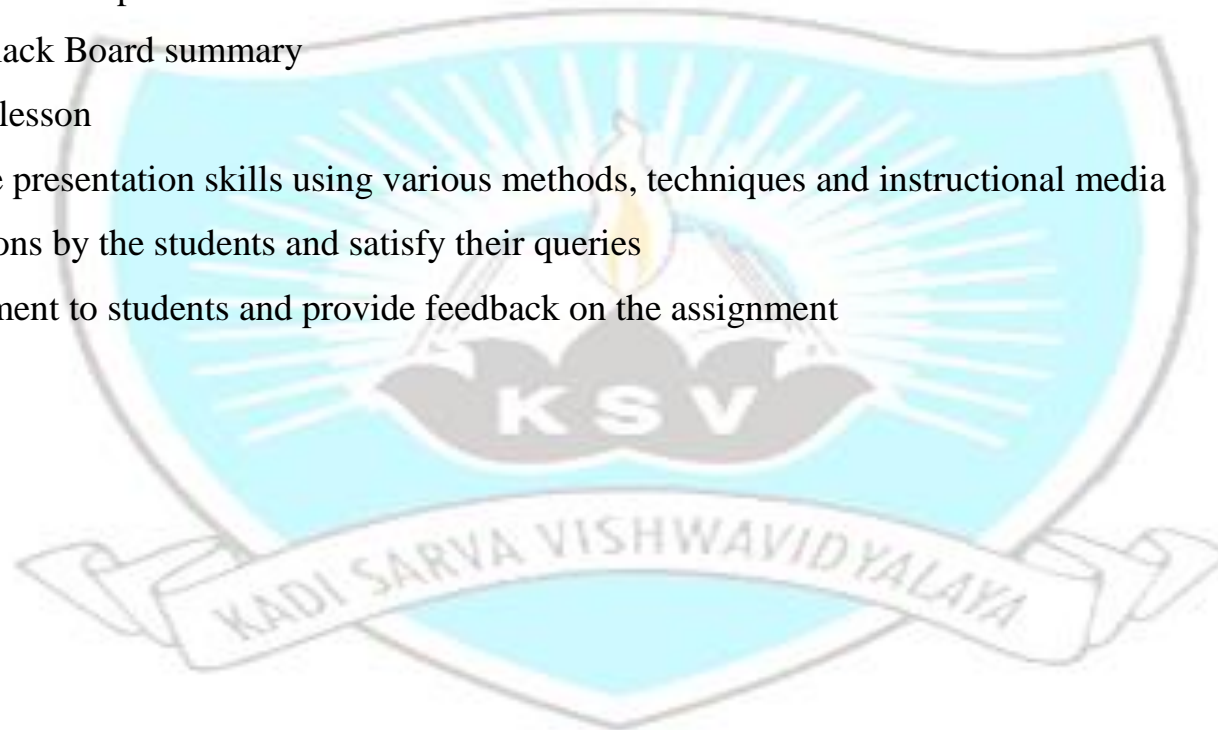 lack Board summary
lesson
e presentation skills using various methods, techniques and instructional media
ons by the students and satisfy their queries
ment to students and provide feedback on the assignment
KSV
KADI SARVA VISHWAVIDYALAYA